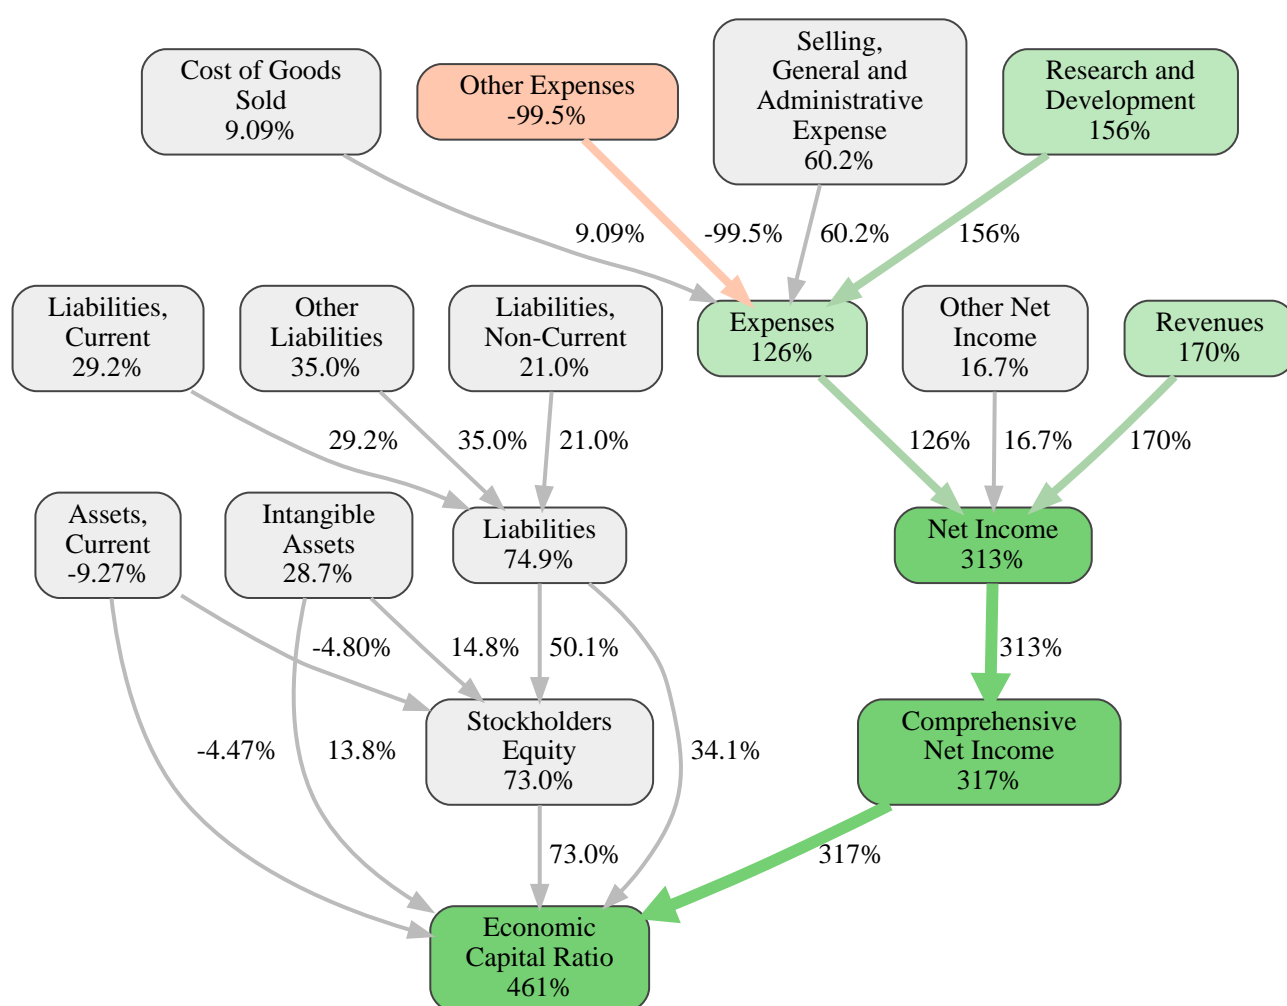 Cost of Goods
Sold
9.09%
Other Expenses
-99.5%
Selling,
General and
Administrative
Expense
60.2%
Research and
Development
156%
9.09%
-99.5%
60.2%
156%
Liabilities,
Current
29.2%
Other
Liabilities
35.0%
Liabilities,
Non-Current
21.0%
Expenses
126%
Other Net
Income
16.7%
Revenues
170%
29.2%
35.0%
21.0%
126%
16.7%
170%
Assets,
Current
-9.27%
Intangible
Assets
28.7%
Liabilities
74.9%
Net Income
313%
-4.80%
14.8%
50.1%
313%
Stockholders
Equity
73.0%
Comprehensive
Net Income
317%
-4.47%
13.8%
34.1%
73.0%
317%
Economic
Capital Ratio
461%